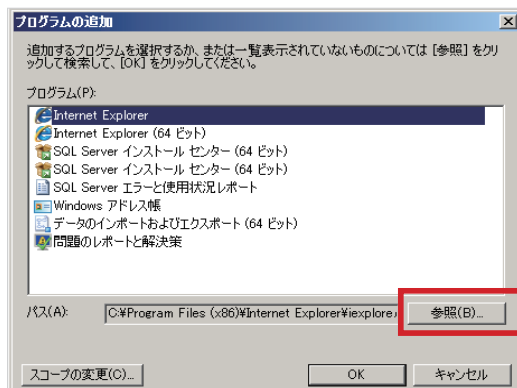 プログラムの追加
追加するプログラムを選択するか、または一覧表示されていないものについては [参照] をクリ
ックして検索して、[OK] をクリックしてください。
プログラム(P):
Internet Explorer
Internet Explorer (64 ビット)
SQL Server インストール センター (64 ビット)
SQL Server インストール センター (64 ビット)
SQL Server エラーと使用状況レポート
Windows アドレス帳
データのインポートおよびエクスポート (64 ビット)
問題のレポートと解決策
パス(A): C:¥Program Files (x86)¥Internet Explorer¥iexplore. 参照(B)...
スコープの変更(C)... OK キャンセル